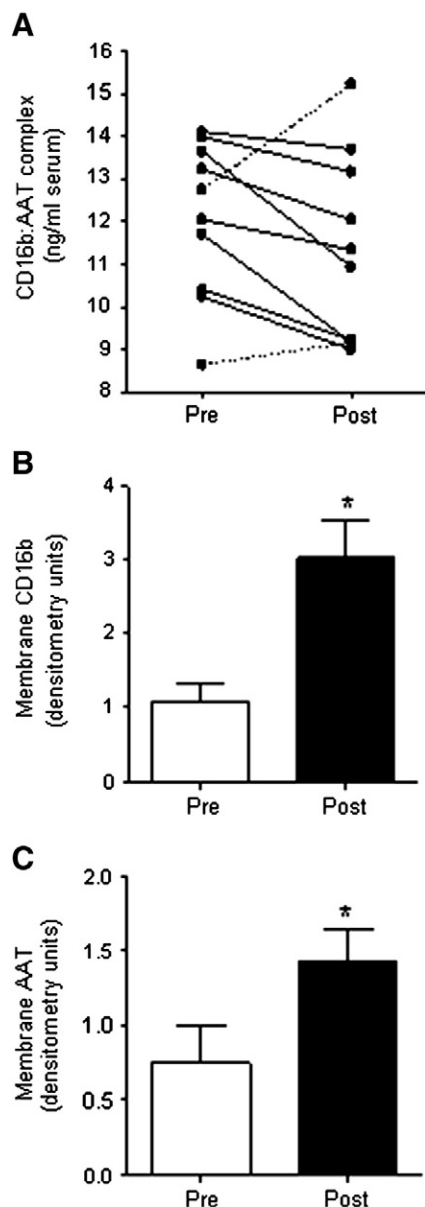 A
CD16b:AAT complex
(ng/ml serum)
16
15
14
13
12
11
10
9
8
Pre
Post
B
Membrane CD16b
(densitometry units)
4
3
2
1
0
*
Pre
Post
C
Membrane AAT
(densitometry units)
2.0
1.5
1.0
0.5
0.0
*
Pre
Post